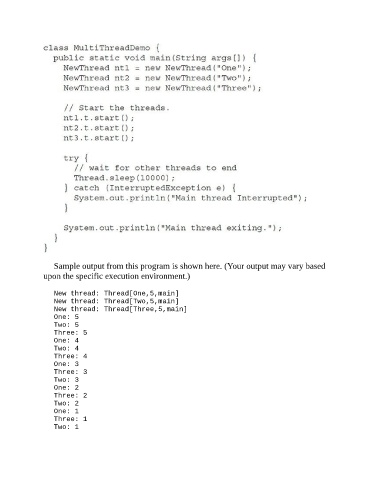 class MultiThreadDemo {
  public static void main(String args[]) {
    NewThread nt1 = new NewThread("One");
    NewThread nt2 = new NewThread("Two");
    NewThread nt3 = new NewThread("Three");

    // Start the threads.
    nt1.t.start();
    nt2.t.start();
    nt3.t.start();

    try {
      // wait for other threads to end
      Thread.sleep(10000);
    } catch (InterruptedException e) {
      System.out.println("Main thread Interrupted");
    }

    System.out.println("Main thread exiting.");
  }
}
Sample output from this program is shown here. (Your output may vary based
upon the specific execution environment.)
New thread: Thread[One,5,main]
New thread: Thread[Two,5,main]
New thread: Thread[Three,5,main]
One: 5
Two: 5
Three: 5
One: 4
Two: 4
Three: 4
One: 3
Three: 3
Two: 3
One: 2
Three: 2
Two: 2
One: 1
Three: 1
Two: 1